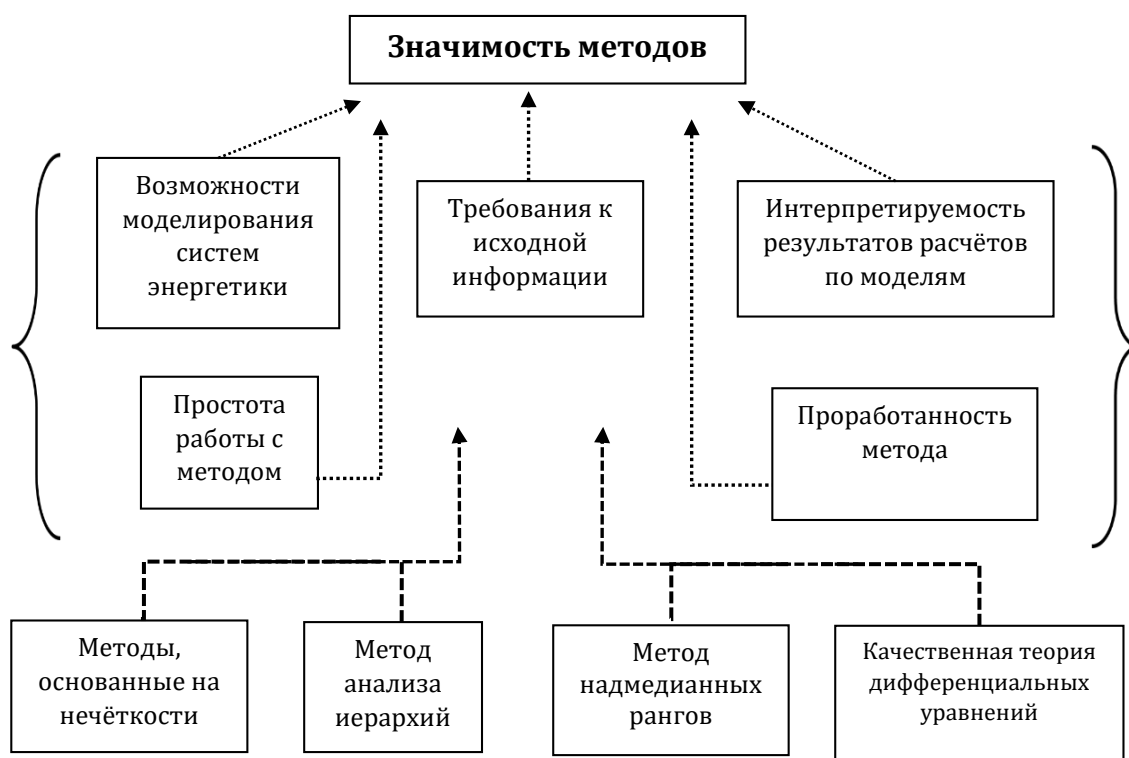 Значимость методов
Возможности
моделирования
систем
энергетики
Требования к
исходной
информации
Интерпретируемость
результатов расчётов
по моделям
Простота
работы с
методом
Проработанность
метода
Методы,
основанные на
нечёткости
Метод
анализа
иерархий
Метод
надмедианных
рангов
Качественная теория
дифференциальных
уравнений